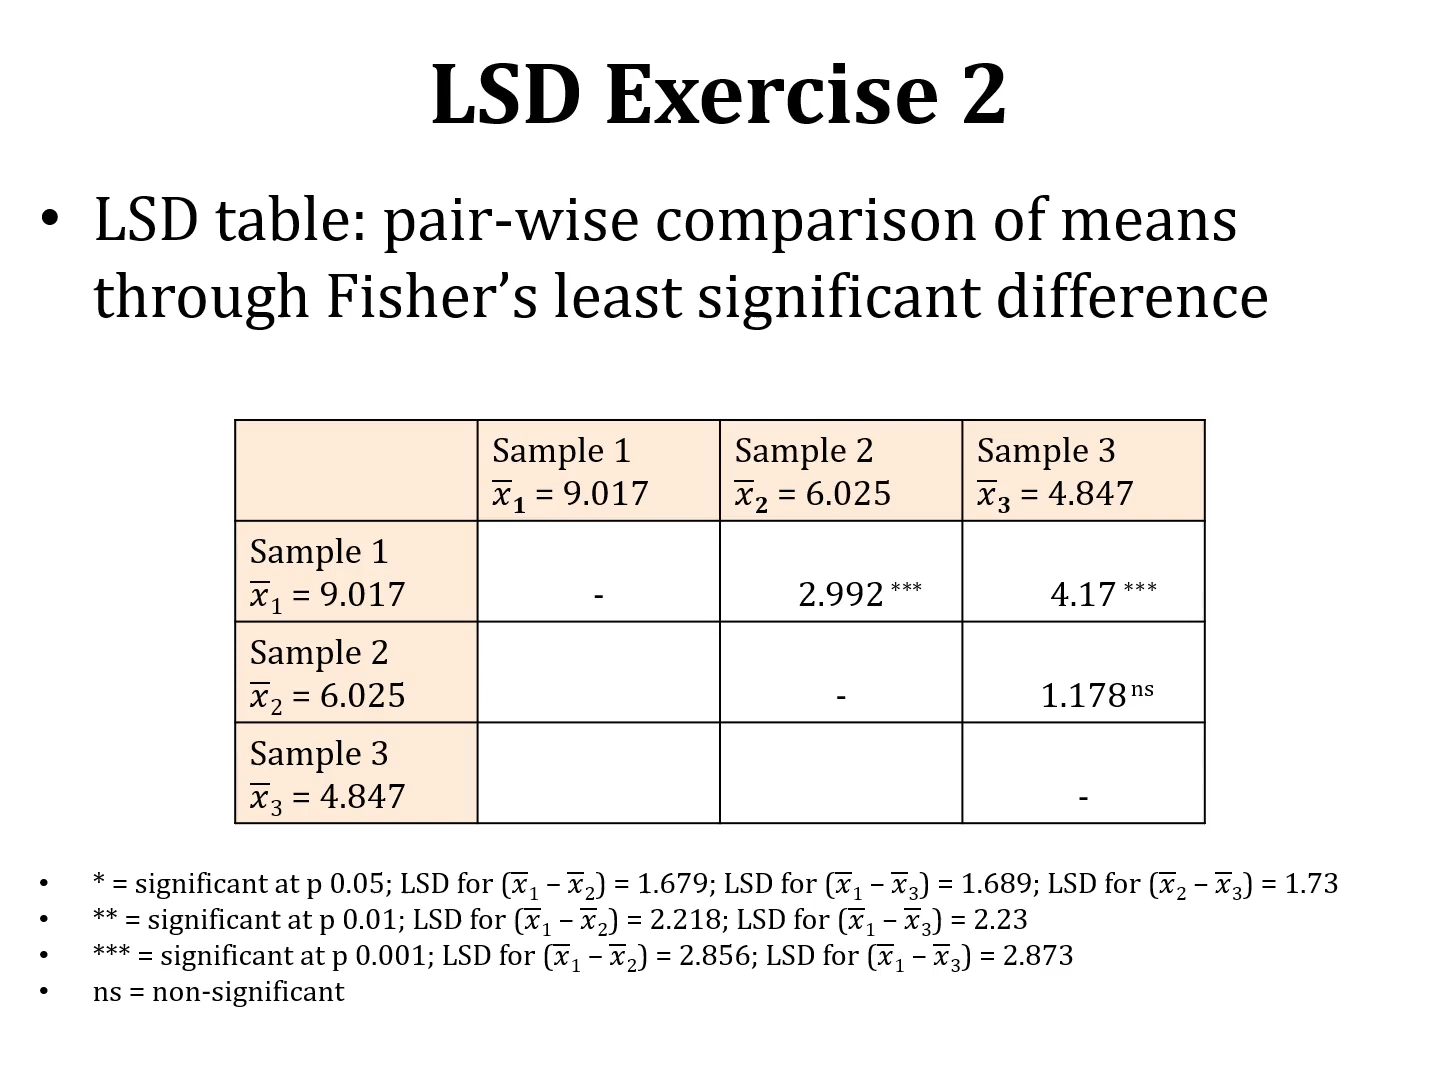 LSD Exercise 2
• LSD table: pair-wise comparison of means
through Fisher’s least significant difference
Sample 1 Sample 2 Sample 3
x̅₁ = 9.017 x̅₂ = 6.025 x̅₃ = 4.847
Sample 1
x̅₁ = 9.017 - 2.992 *** 4.17 ***
Sample 2
x̅₂ = 6.025 - 1.178 ns
Sample 3
x̅₃ = 4.847 -
• * = significant at p 0.05; LSD for (x̅₁ – x̅₂) = 1.679; LSD for (x̅₁ – x̅₃) = 1.689; LSD for (x̅₂ – x̅₃) = 1.73
• ** = significant at p 0.01; LSD for (x̅₁ – x̅₂) = 2.218; LSD for (x̅₁ – x̅₃) = 2.23
• *** = significant at p 0.001; LSD for (x̅₁ – x̅₂) = 2.856; LSD for (x̅₁ – x̅₃) = 2.873
• ns = non-significant